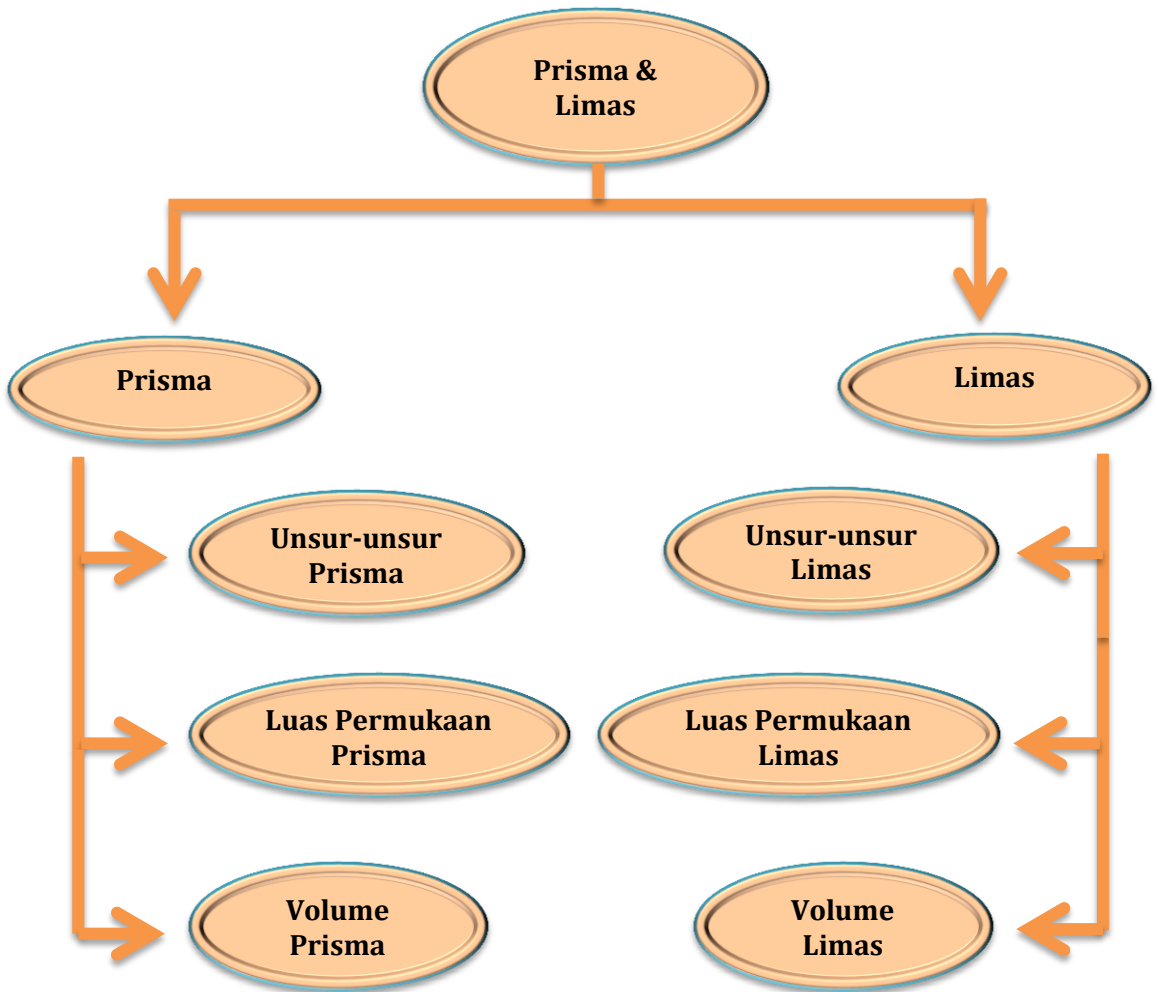 Prisma &
Limas
Prisma
Limas
Unsur-unsur
Prisma
Unsur-unsur
Limas
Luas Permukaan
Prisma
Luas Permukaan
Limas
Volume
Prisma
Volume
Limas